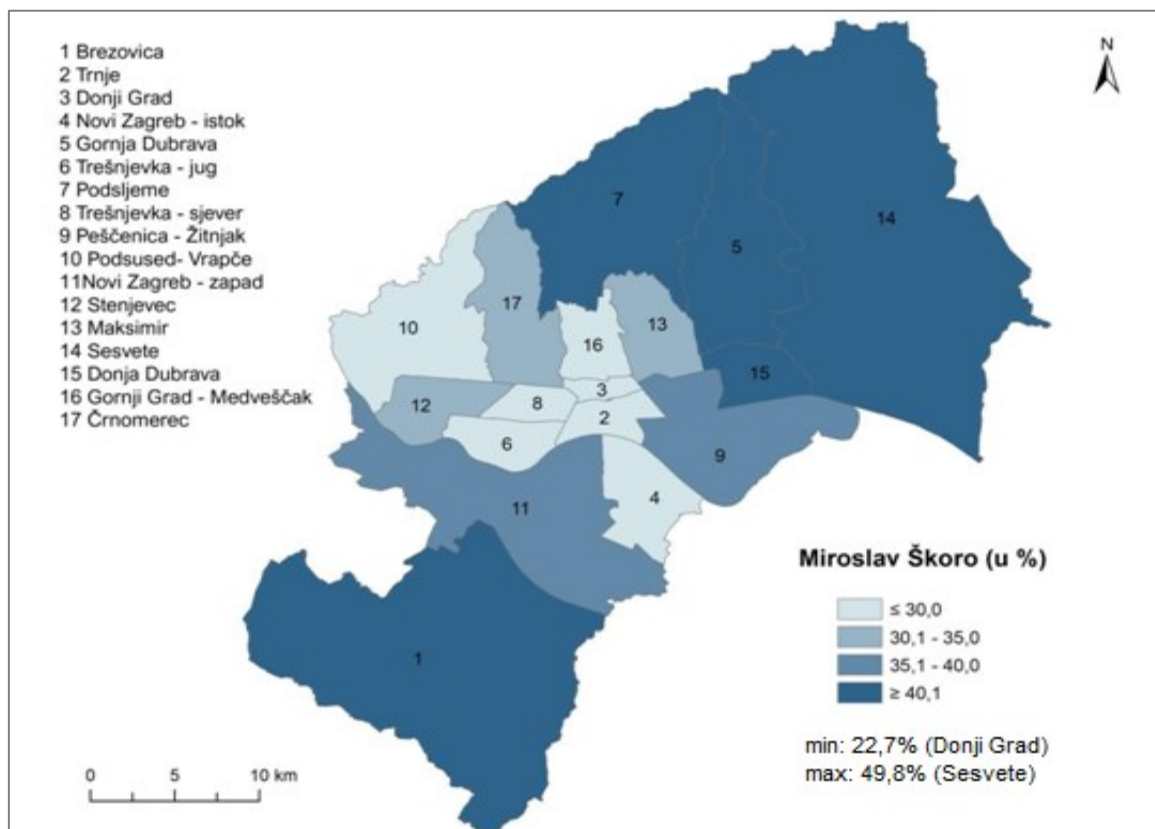 1 Brezovica
2 Trnje
3 Donji Grad
4 Novi Zagreb - istok
5 Gornja Dubrava
6 Trešnjevka - jug
7 Podsljeme
8 Trešnjevka - sjever
9 Peščenica - Žitnjak
10 Podsused- Vrapče
11Novi Zagreb - zapad
12 Stenjevec
13 Maksimir
14 Sesvete
15 Donja Dubrava
16 Gornji Grad - Medveščak
17 Črnomerec
N
7
14
5
17
13
10
16
15
3
8
12
2
6
9
4
11
1
Miroslav Škoro (u %)
≤ 30,0
30,1 - 35,0
35,1 - 40,0
≥ 40,1
min: 22,7% (Donji Grad)
max: 49,8% (Sesvete)
0 5 10 km